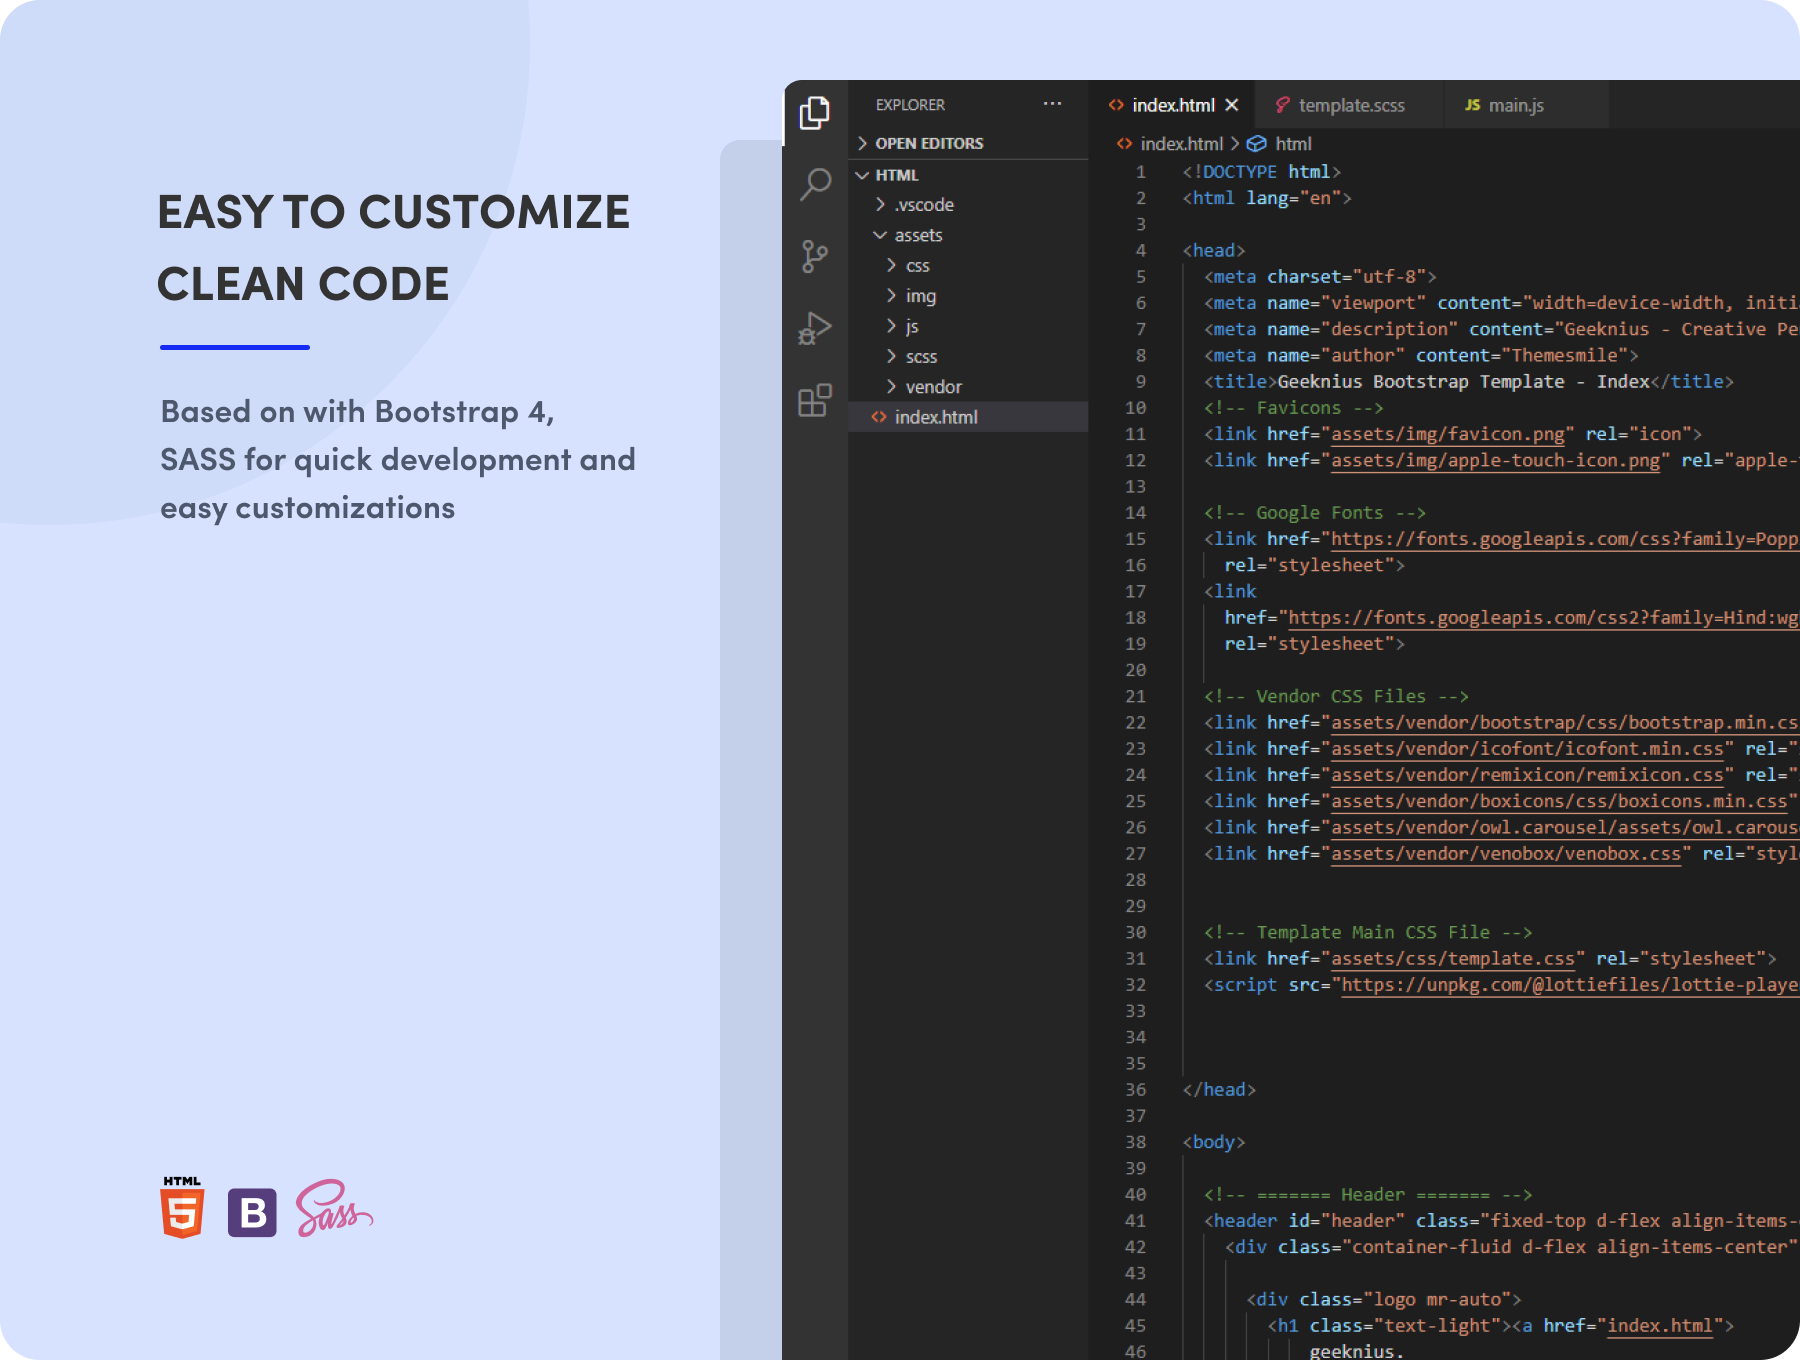 EASY TO CUSTOMIZE
CLEAN CODE
Based on with Bootstrap 4,
SASS for quick development and
easy customizations
HTML
5
B
Sass
EXPLORER ···
OPEN EDITORS
HTML
.vscode
assets
css
img
js
scss
vendor
index.html
index.html
template.scss
JS main.js
index.html > html
1 <!DOCTYPE html>
2 <html lang="en">
3
4 <head>
5 <meta charset="utf-8">
6 <meta name="viewport" content="width=device-width, initi
7 <meta name="description" content="Geeknius - Creative Pe
8 <meta name="author" content="Themesmile">
9 <title>Geeknius Bootstrap Template - Index</title>
10 <!-- Favicons -->
11 <link href="assets/img/favicon.png" rel="icon">
12 <link href="assets/img/apple-touch-icon.png" rel="apple-
13
14 <!-- Google Fonts -->
15 <link href="https://fonts.googleapis.com/css?family=Popp
16 rel="stylesheet">
17 <link
18 href="https://fonts.googleapis.com/css2?family=Hind:wg
19 rel="stylesheet">
20
21 <!-- Vendor CSS Files -->
22 <link href="assets/vendor/bootstrap/css/bootstrap.min.cs
23 <link href="assets/vendor/icofont/icofont.min.css" rel="
24 <link href="assets/vendor/remixicon/remixicon.css" rel="
25 <link href="assets/vendor/boxicons/css/boxicons.min.css"
26 <link href="assets/vendor/owl.carousel/assets/owl.carous
27 <link href="assets/vendor/venobox/venobox.css" rel="styl
28
29
30 <!-- Template Main CSS File -->
31 <link href="assets/css/template.css" rel="stylesheet">
32 <script src="https://unpkg.com/@lottiefiles/lottie-playe
33
34
35
36 </head>
37
38 <body>
39
40 <!-- ======= Header ======= -->
41 <header id="header" class="fixed-top d-flex align-items-
42 <div class="container-fluid d-flex align-items-center"
43
44 <div class="logo mr-auto">
45 <h1 class="text-light"><a href="index.html">
46 geeknius.